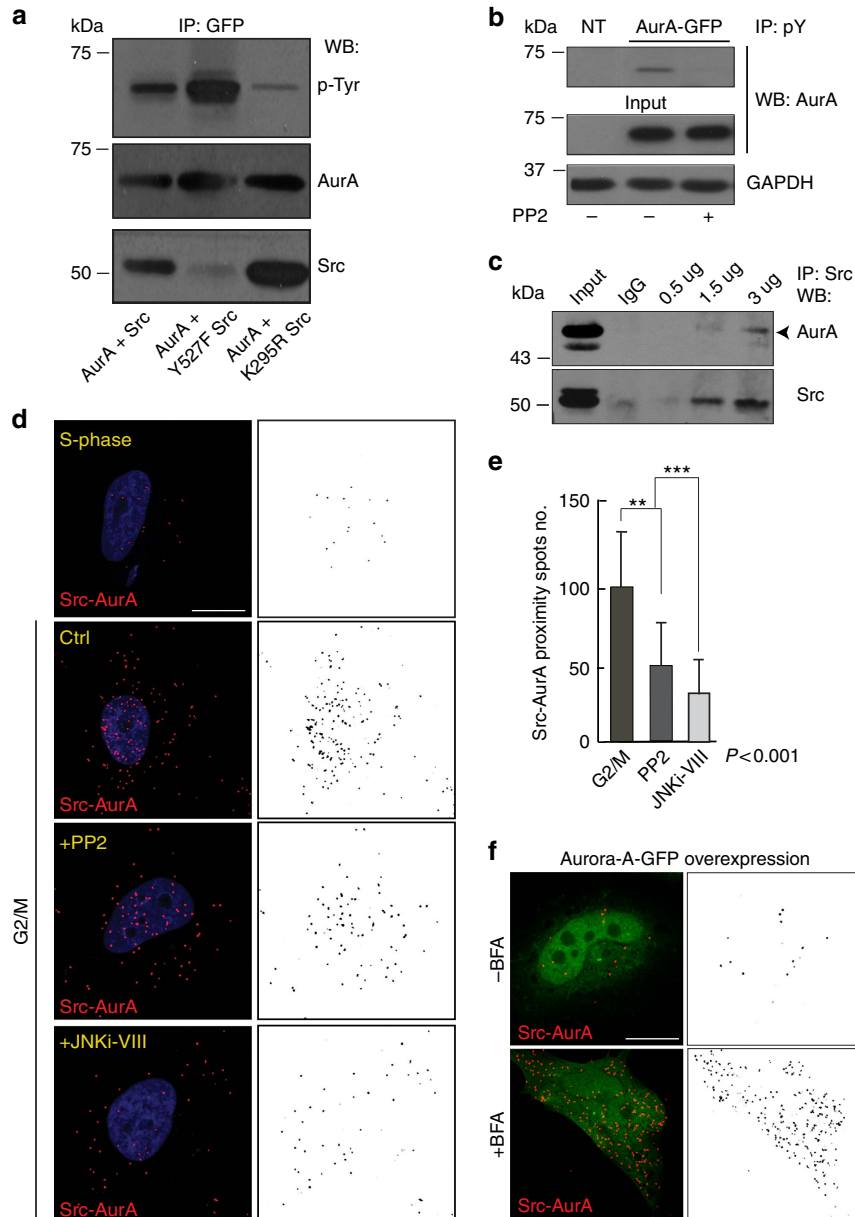 a
kDa
IP: GFP
WB:
75
p-Tyr
75
AurA
50
Src
AurA + Src
AurA +
Y527F Src
AurA +
K295R Src
b
kDa
NT
AurA-GFP
IP: pY
75
Input
WB: AurA
75
37
GAPDH
PP2
–
–
+
c
kDa
Input
IgG
0.5 ug
1.5 ug
3 ug
IP: Src
WB:
AurA
43
Src
50
d
S-phase
Src-AurA
G2/M
Ctrl
Src-AurA
+PP2
Src-AurA
+JNKi-VIII
Src-AurA
e
Src-AurA proximity spots no.
150
100
50
0
**
***
G2/M
PP2
JNKi-VIII
P<0.001
f
Aurora-A-GFP overexpression
–BFA
Src-AurA
+BFA
Src-AurA